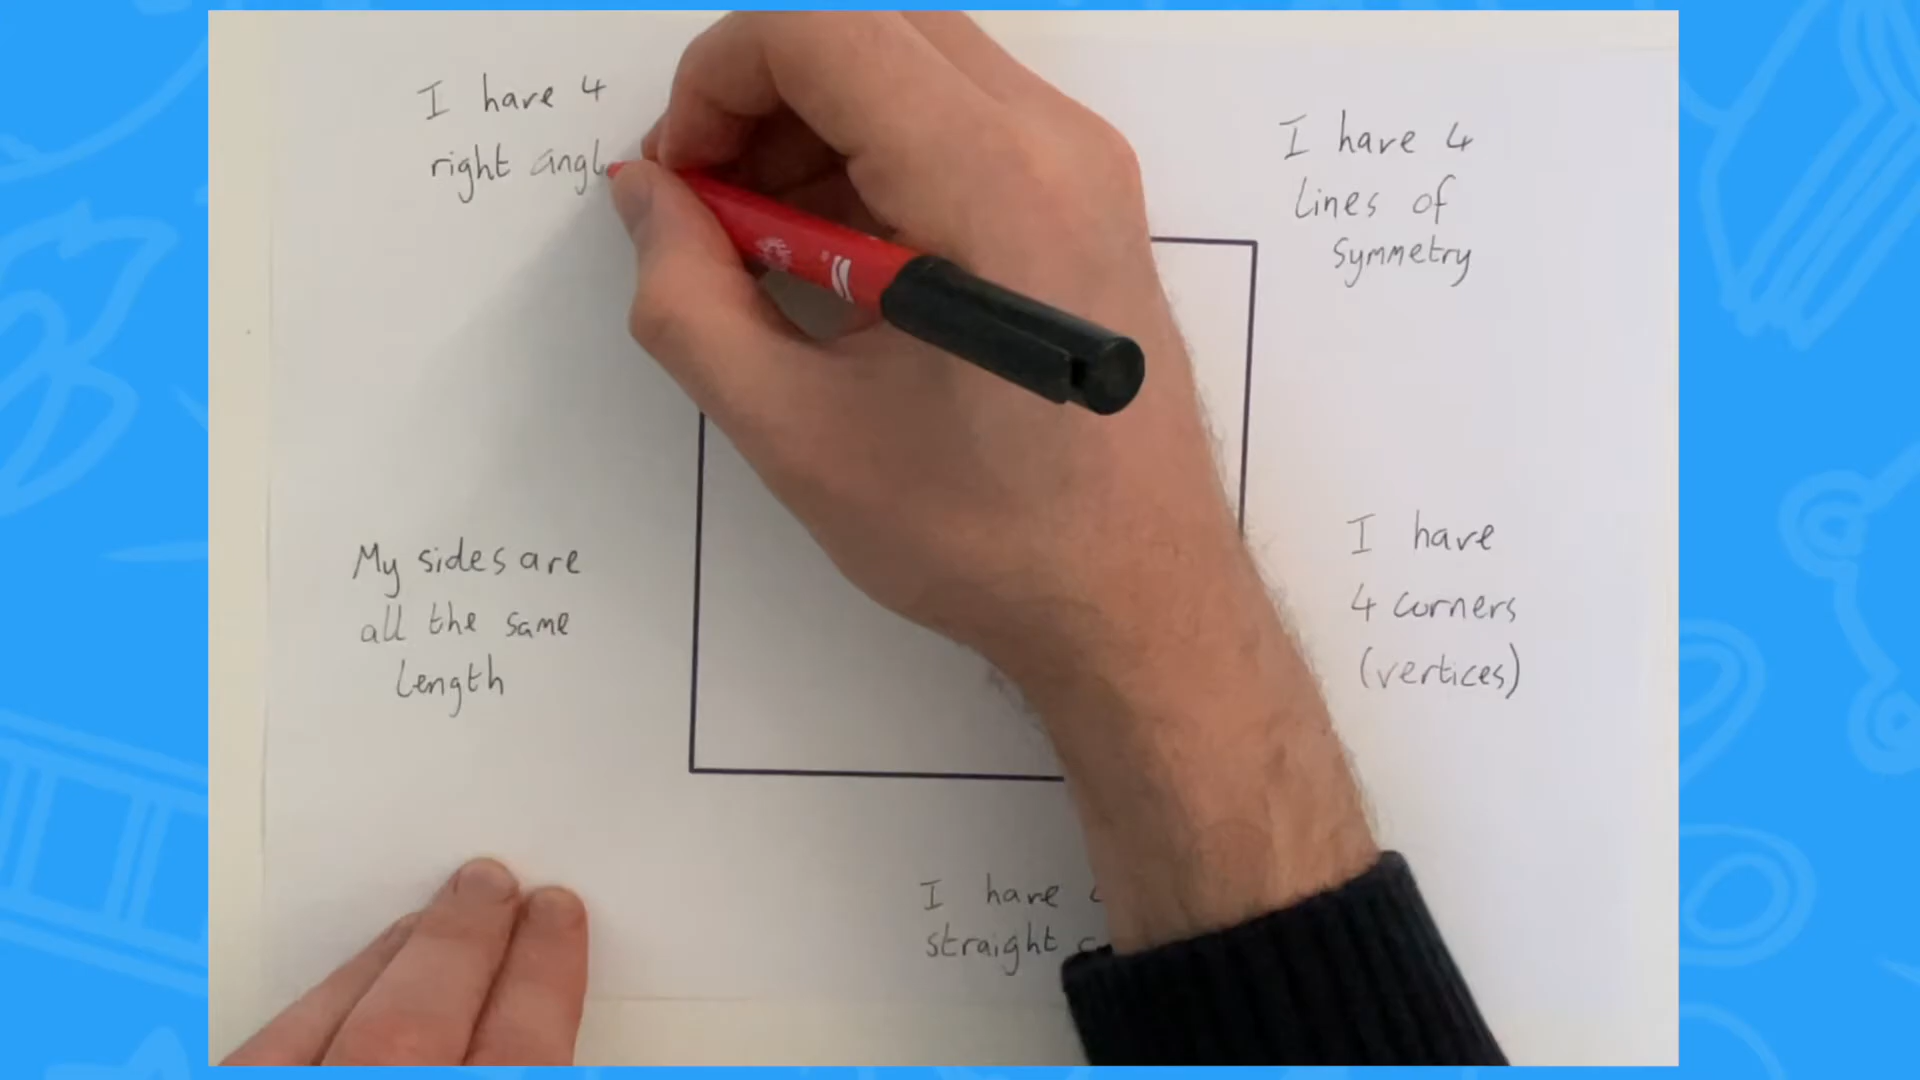 I have 4
right angl
I have 4
lines of
symmetry
My sides are
all the same
length
I have
4 corners
(vertices)
I have
straight